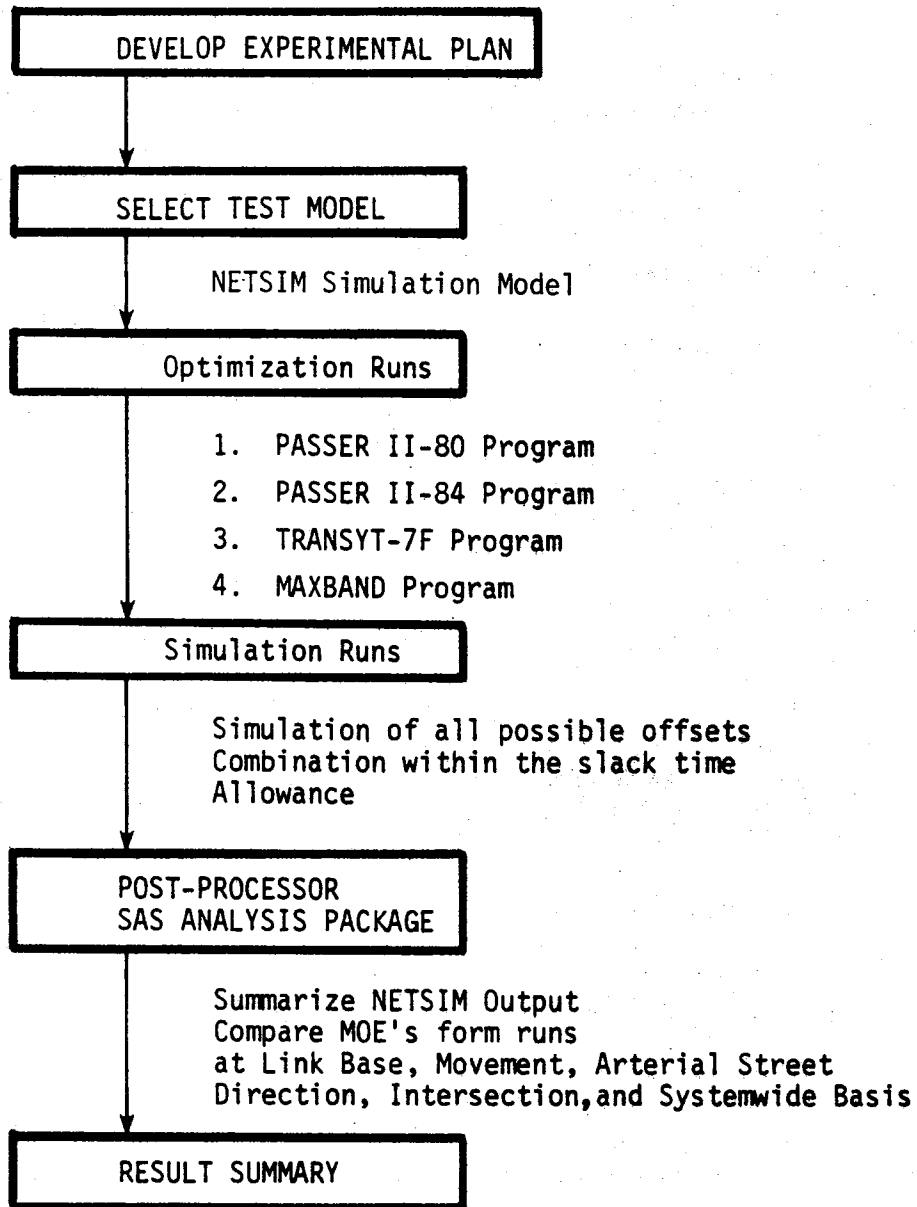 DEVELOP EXPERIMENTAL PLAN
SELECT TEST MODEL
NETSIM Simulation Model
Optimization Runs
1. PASSER II-80 Program
2. PASSER II-84 Program
3. TRANSYT-7F Program
4. MAXBAND Program
Simulation Runs
Simulation of all possible offsets
Combination within the slack time
Allowance
POST-PROCESSOR
SAS ANALYSIS PACKAGE
Summarize NETSIM Output
Compare MOE's form runs
at Link Base, Movement, Arterial Street
Direction, Intersection,and Systemwide Basis
RESULT SUMMARY